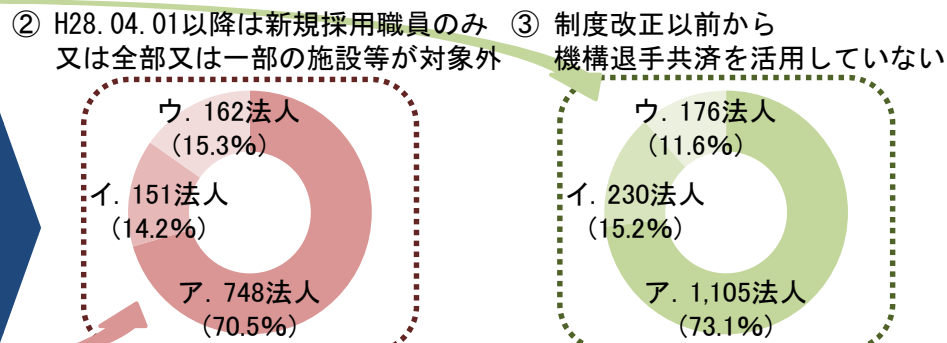 ② H28.04.01以降は新規採用職員のみ
又は全部又は一部の施設等が対象外
ウ. 162法人
(15.3%)
イ. 151法人
(14.2%)
ア. 748法人
(70.5%)
③ 制度改正以前から
機構退手共済を活用していない
ウ. 176法人
(11.6%)
イ. 230法人
(15.2%)
ア. 1,105法人
(73.1%)